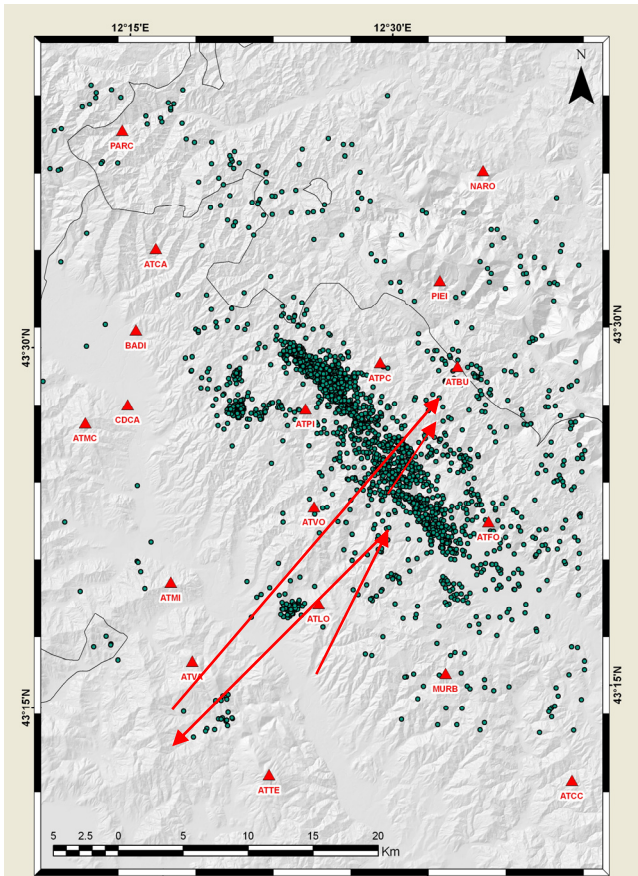 12°15'E 12°30'E
N
PARC
NARO
ATCA
PIEI
BADI
43°30'N 43°30'N
ATPC
ATBU
CDCA
ATPI
ATMC
ATVO
ATFO
ATMI
ATLO
ATVA
MURB
43°15'N 43°15'N
ATTE
ATCC
5 2.5 0 5 10 15 20
Km